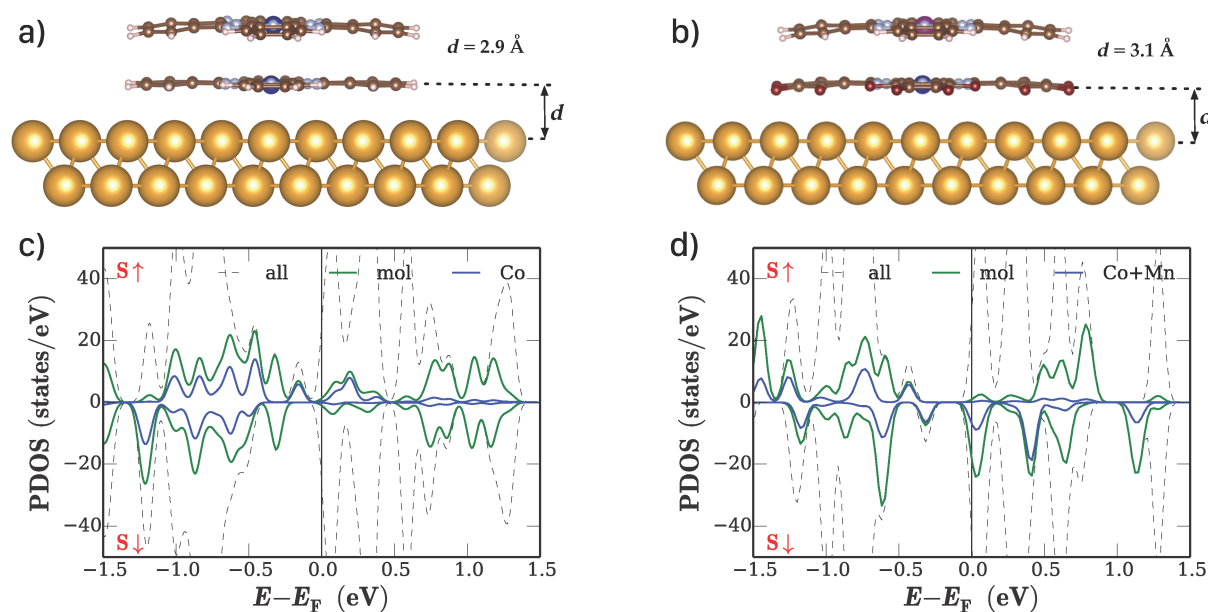 a)
d = 2.9 Å
d
b)
d = 3.1 Å
d
c)
S↑
all mol Co
PDOS (states/eV)
40
20
0
−20
−40
S↓
−1.5 −1.0 −0.5 0.0 0.5 1.0 1.5
E−E_F (eV)
d)
S↑
all mol Co+Mn
PDOS (states/eV)
40
20
0
−20
−40
S↓
−1.5 −1.0 −0.5 0.0 0.5 1.0 1.5
E−E_F (eV)